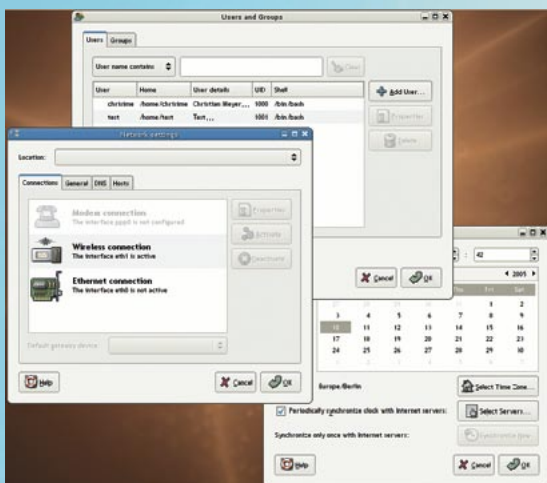 Users and Groups
Users Groups
User name contains Clear
User Home User details UID Shell
chrisime /home/chrisime Christian Meyer,,, 1000 /bin/bash
test /home/test Test,,, 1001 /bin/bash
Add User...
Properties
Delete
Cancel OK
Network settings
Location:
Connections General DNS Hosts
Modem connection
The interface ppp0 is not configured
Wireless connection
The interface eth1 is active
Ethernet connection
The interface eth0 is not active
Properties
Activate
Deactivate
Default gateway device:
Help Cancel OK
: 42
2005
Thu Fri Sat
1 2
3 4 5 6 7 8 9
10 11 12 13 14 15 16
17 18 19 20 21 22 23
24 25 26 27 28 29 30
Europe/Berlin Select Time Zone...
Periodically synchronize clock with internet servers: Select Servers...
Synchronize only once with internet servers: Synchronize Now
Help Cancel OK